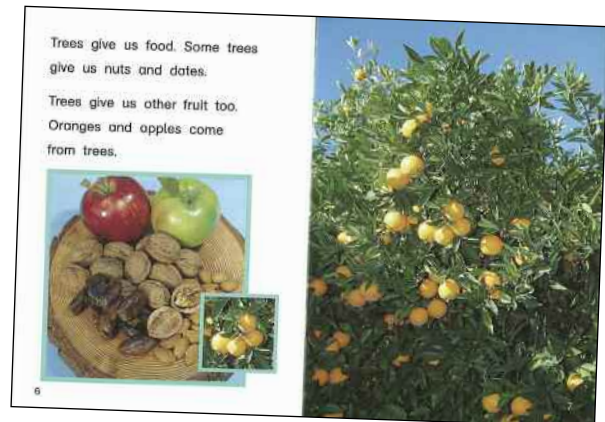 Trees give us food. Some trees
give us nuts and dates.
Trees give us other fruit too.
Oranges and apples come
from trees.
6
7